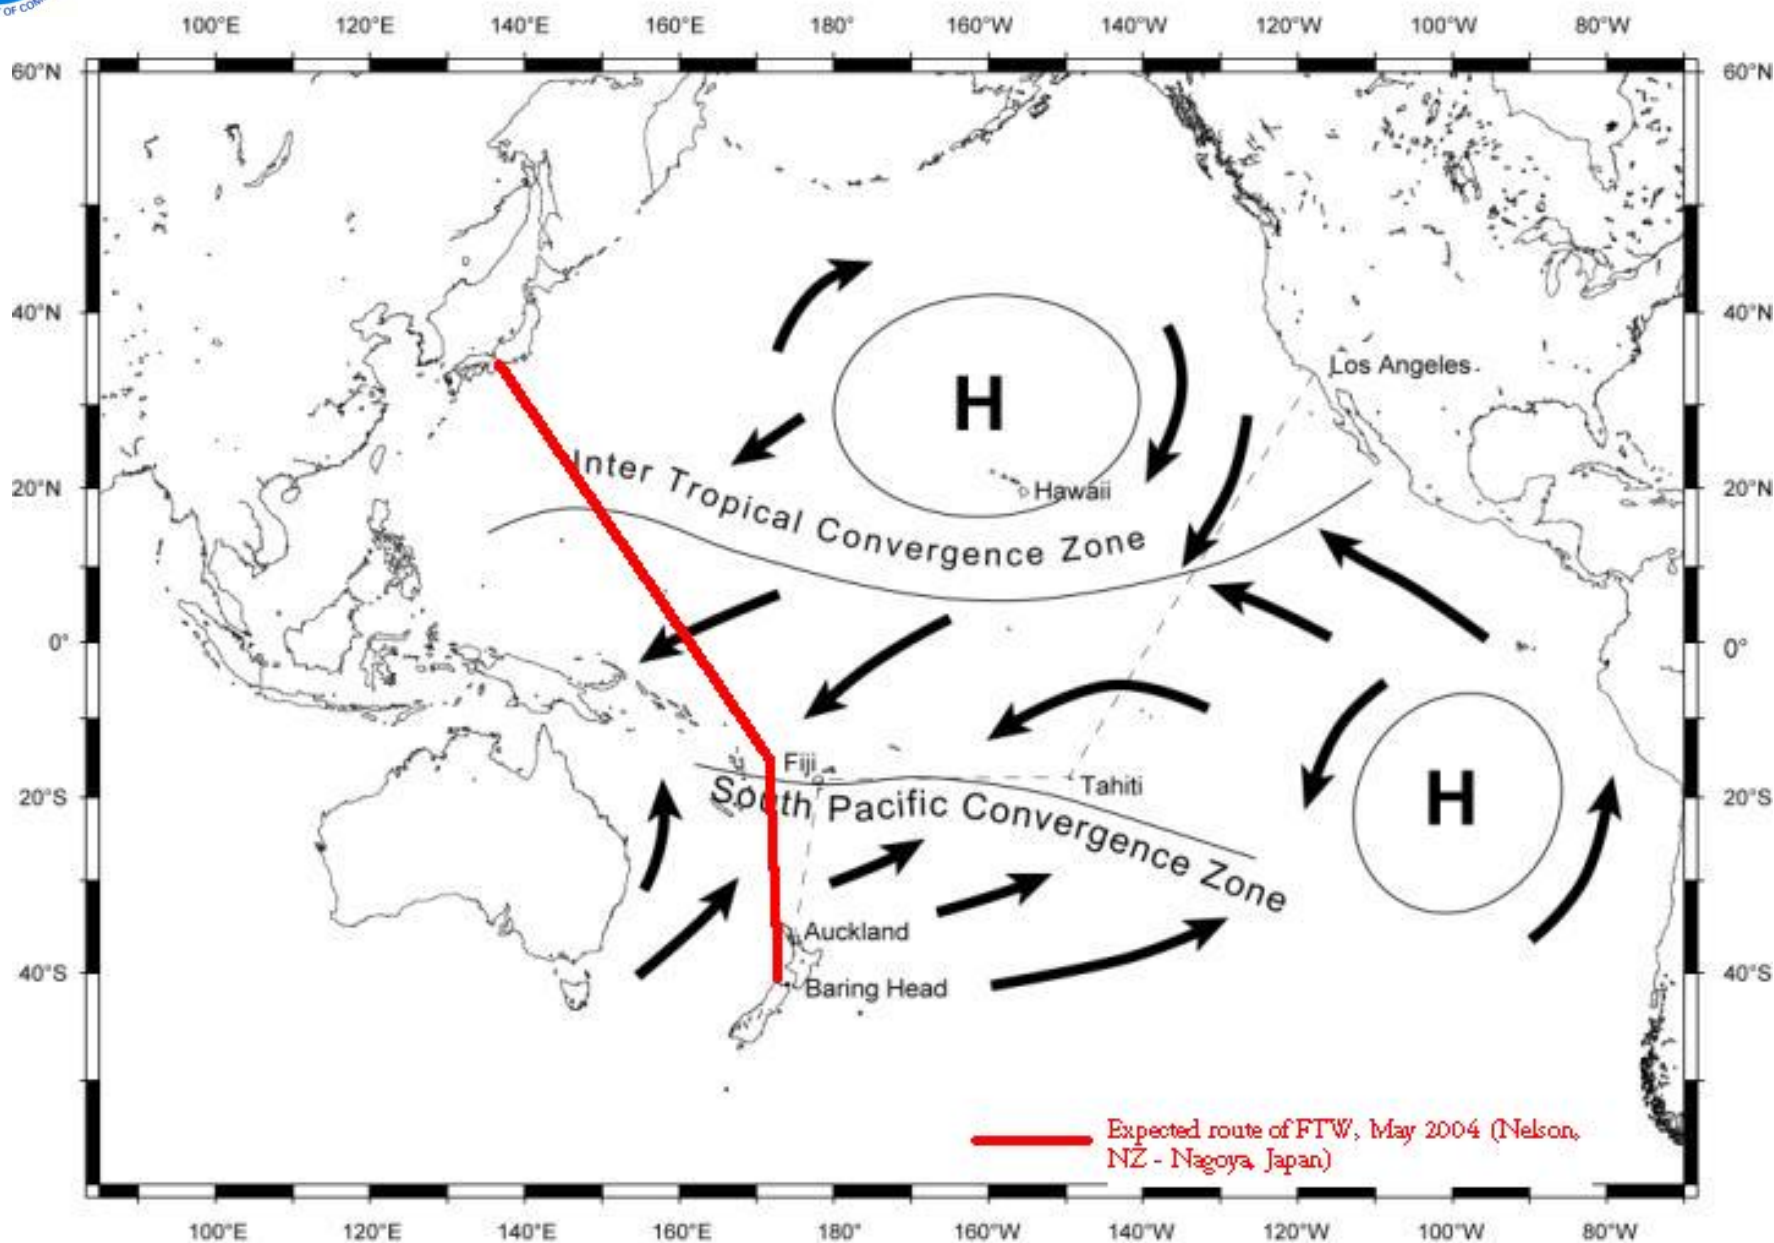 T OF COM
100°E 120°E 140°E 160°E 180° 160°W 140°W 120°W 100°W 80°W
60°N 60°N
40°N 40°N
H
Los Angeles
Inter Tropical Convergence Zone
20°N 20°N
Hawaii
0° 0°
Fiji
Tahiti
20°S 20°S
South Pacific Convergence Zone
H
Auckland
40°S 40°S
Baring Head
Expected route of FTW, May 2004 (Nelson,
NZ - Nagoya, Japan)
100°E 120°E 140°E 160°E 180° 160°W 140°W 120°W 100°W 80°W